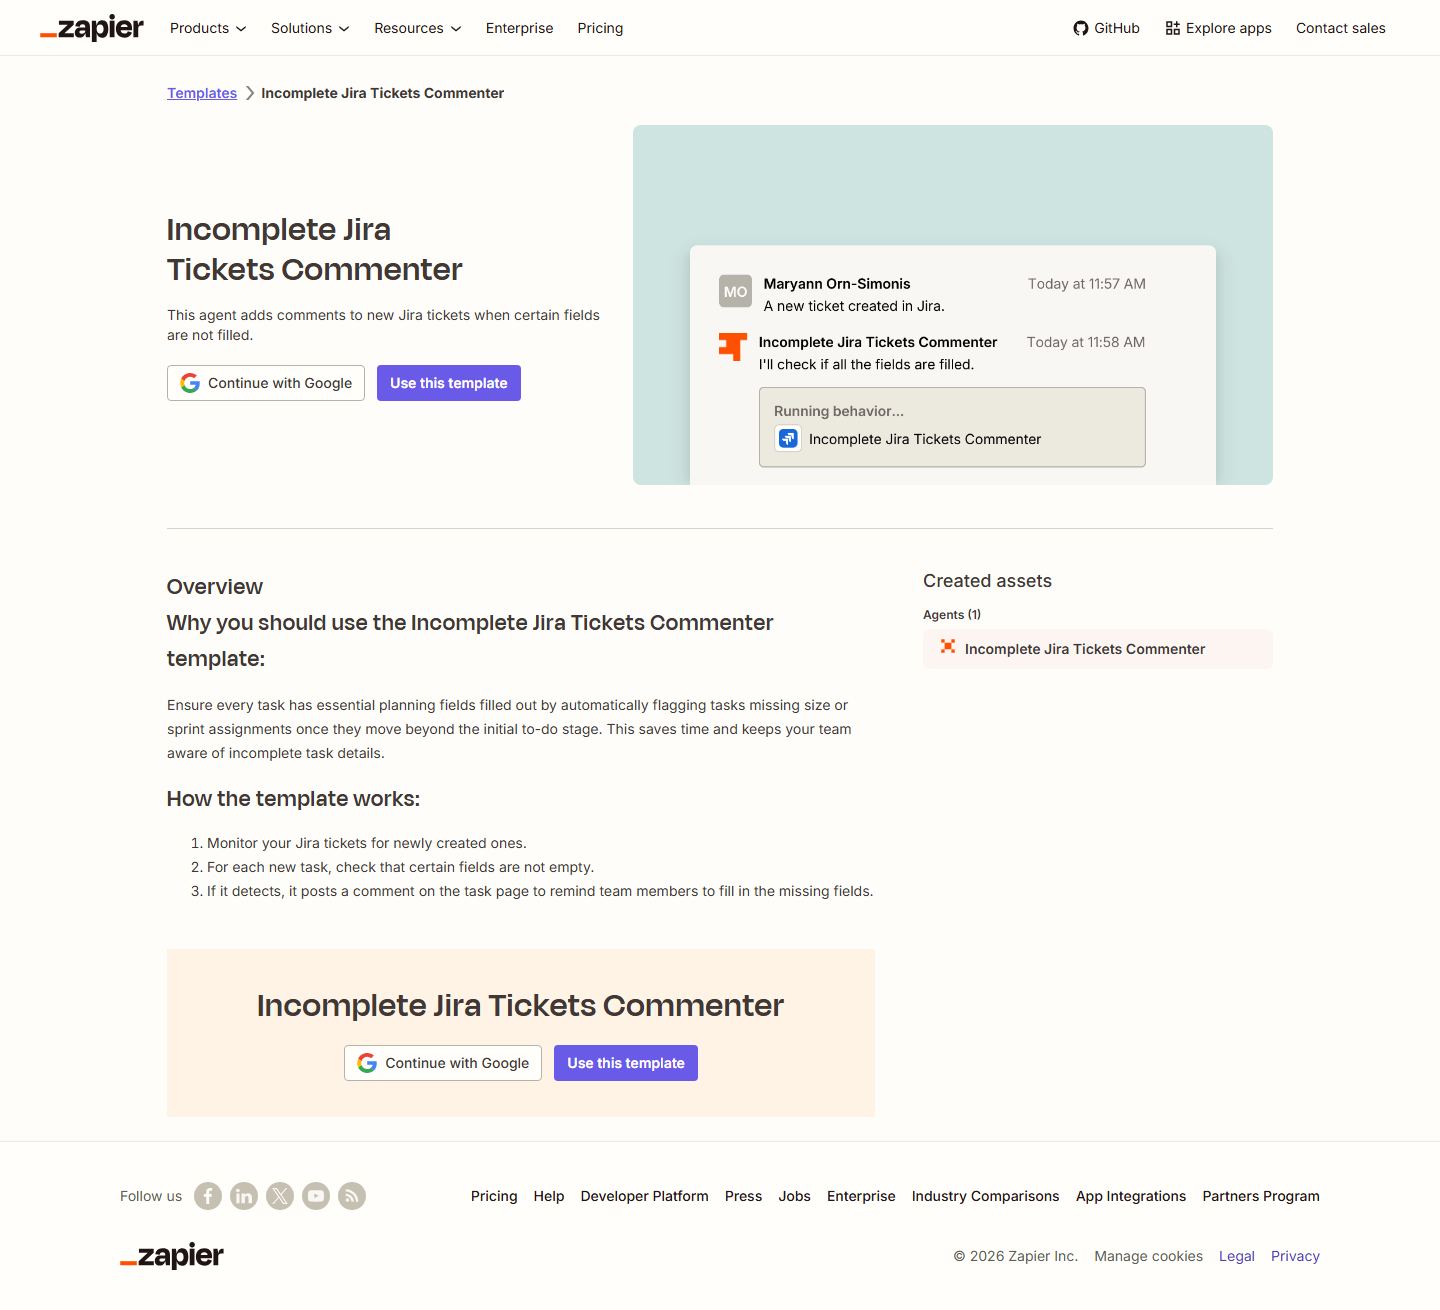 zapier
Products
Solutions
Resources
Enterprise
Pricing
GitHub
Explore apps
Contact sales
Templates
Incomplete Jira Tickets Commenter
Incomplete Jira
Tickets Commenter
This agent adds comments to new Jira tickets when certain fields
are not filled.
Continue with Google
Use this template
MO
Maryann Orn-Simonis
Today at 11:57 AM
A new ticket created in Jira.
Incomplete Jira Tickets Commenter
Today at 11:58 AM
I'll check if all the fields are filled.
Running behavior...
Incomplete Jira Tickets Commenter
Overview
Why you should use the Incomplete Jira Tickets Commenter
template:
Ensure every task has essential planning fields filled out by automatically flagging tasks missing size or
sprint assignments once they move beyond the initial to-do stage. This saves time and keeps your team
aware of incomplete task details.
How the template works:
1. Monitor your Jira tickets for newly created ones.
2. For each new task, check that certain fields are not empty.
3. If it detects, it posts a comment on the task page to remind team members to fill in the missing fields.
Created assets
Agents (1)
Incomplete Jira Tickets Commenter
Incomplete Jira Tickets Commenter
Continue with Google
Use this template
Follow us
Pricing
Help
Developer Platform
Press
Jobs
Enterprise
Industry Comparisons
App Integrations
Partners Program
zapier
© 2026 Zapier Inc.
Manage cookies
Legal
Privacy